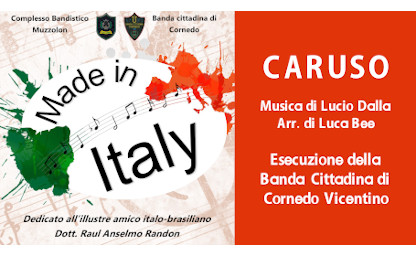 Complesso Bandistico
Muzzolon
Banda cittadina di
Cornedo
Made in
Italy
Dedicato all'illustre amico italo-brasiliano
Dott. Raul Anselmo Randon
CARUSO
Musica di Lucio Dalla
Arr. di Luca Bee
Esecuzione della
Banda Cittadina di
Cornedo Vicentino